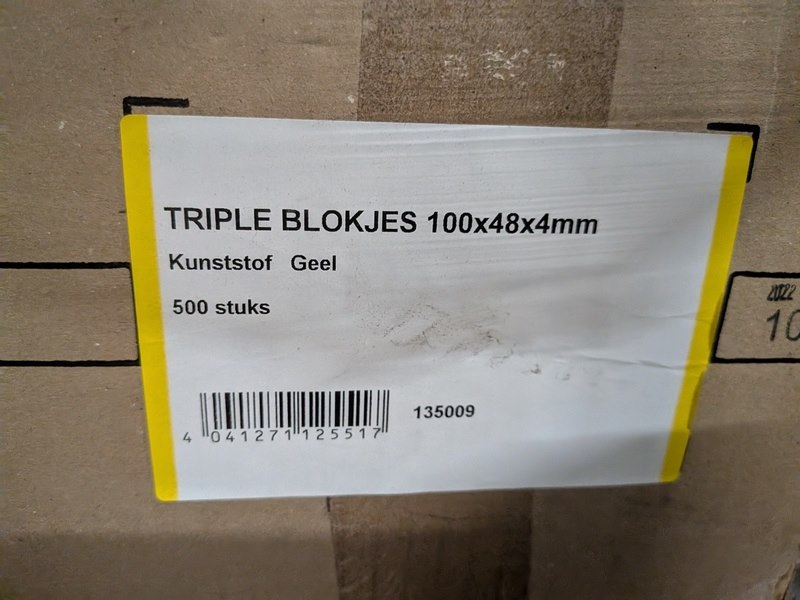 TRIPLE BLOKJES 100x48x4mm
Kunststof Geel
500 stuks
4 041271 125517
135009
2022
10